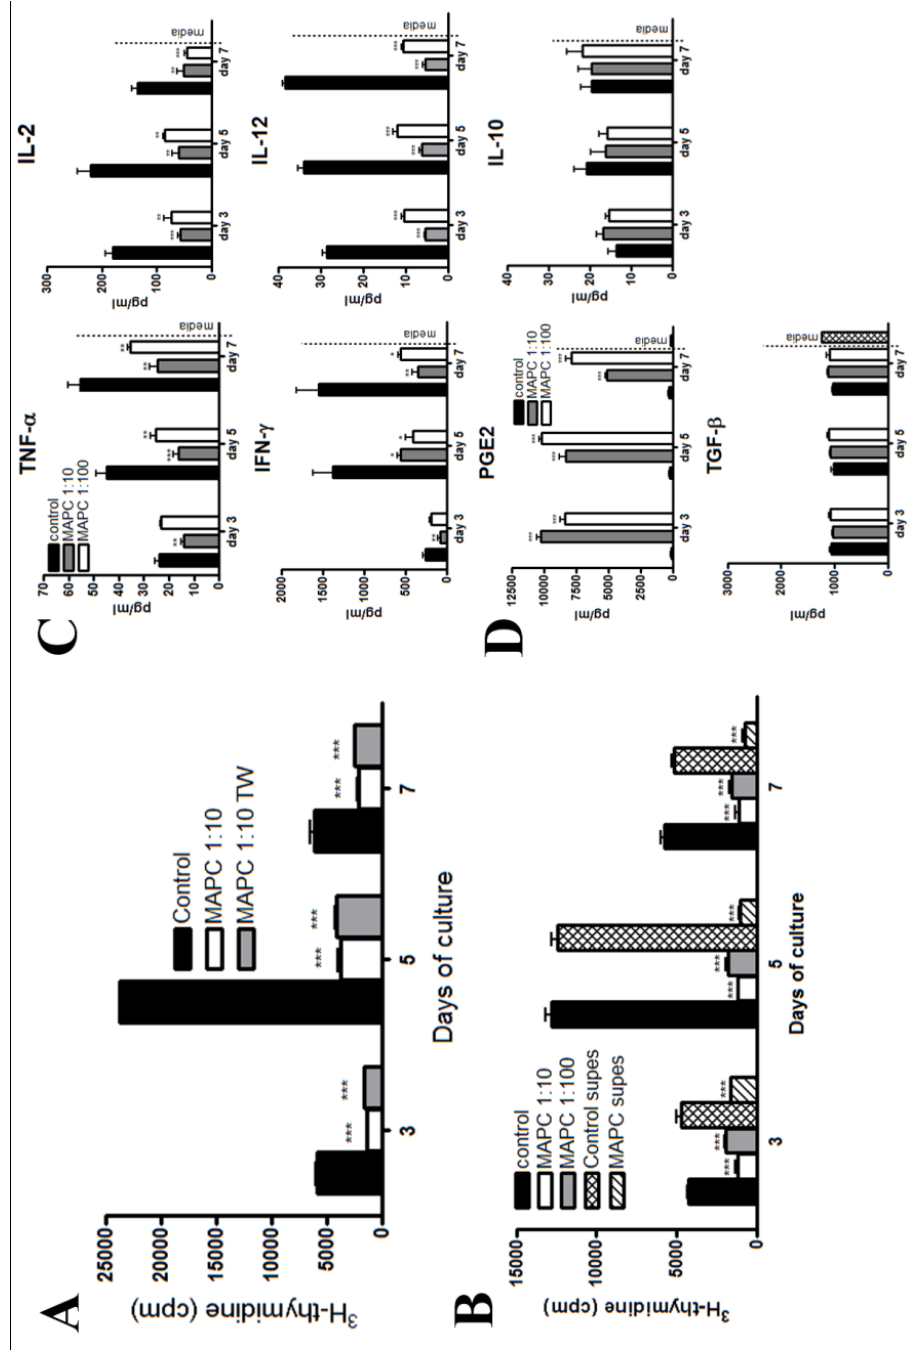 A
25000
20000
15000
10000
5000
0
³H-thymidine (cpm)
Control
MAPC 1:10
MAPC 1:10 TW
***
***
***
***
***
***
3
5
7
Days of culture
B
15000
10000
5000
0
³H-thymidine (cpm)
control
MAPC 1:10
MAPC 1:100
Control supes
MAPC supes
***
***
***
***
***
***
***
***
***
3
5
7
Days of culture
C
TNF-α
70
60
50
40
30
20
10
0
pg/ml
control
MAPC 1:10
MAPC 1:100
**
***
**
**
**
day 3
day 5
day 7
media
IL-2
300
200
100
0
pg/ml
***
**
**
**
**
***
day 3
day 5
day 7
media
IFN-γ
2000
1500
1000
500
0
pg/ml
**
*
*
**
*
day 3
day 5
day 7
media
IL-12
40
30
20
10
0
pg/ml
***
***
***
***
***
***
day 3
day 5
day 7
media
D
PGE2
12500
10000
7500
5000
2500
0
pg/ml
control
MAPC 1:10
MAPC 1:100
***
***
***
***
***
***
day 3
day 5
day 7
media
IL-10
40
30
20
10
0
pg/ml
day 3
day 5
day 7
media
TGF-β
3000
2000
1000
0
pg/ml
day 3
day 5
day 7
media